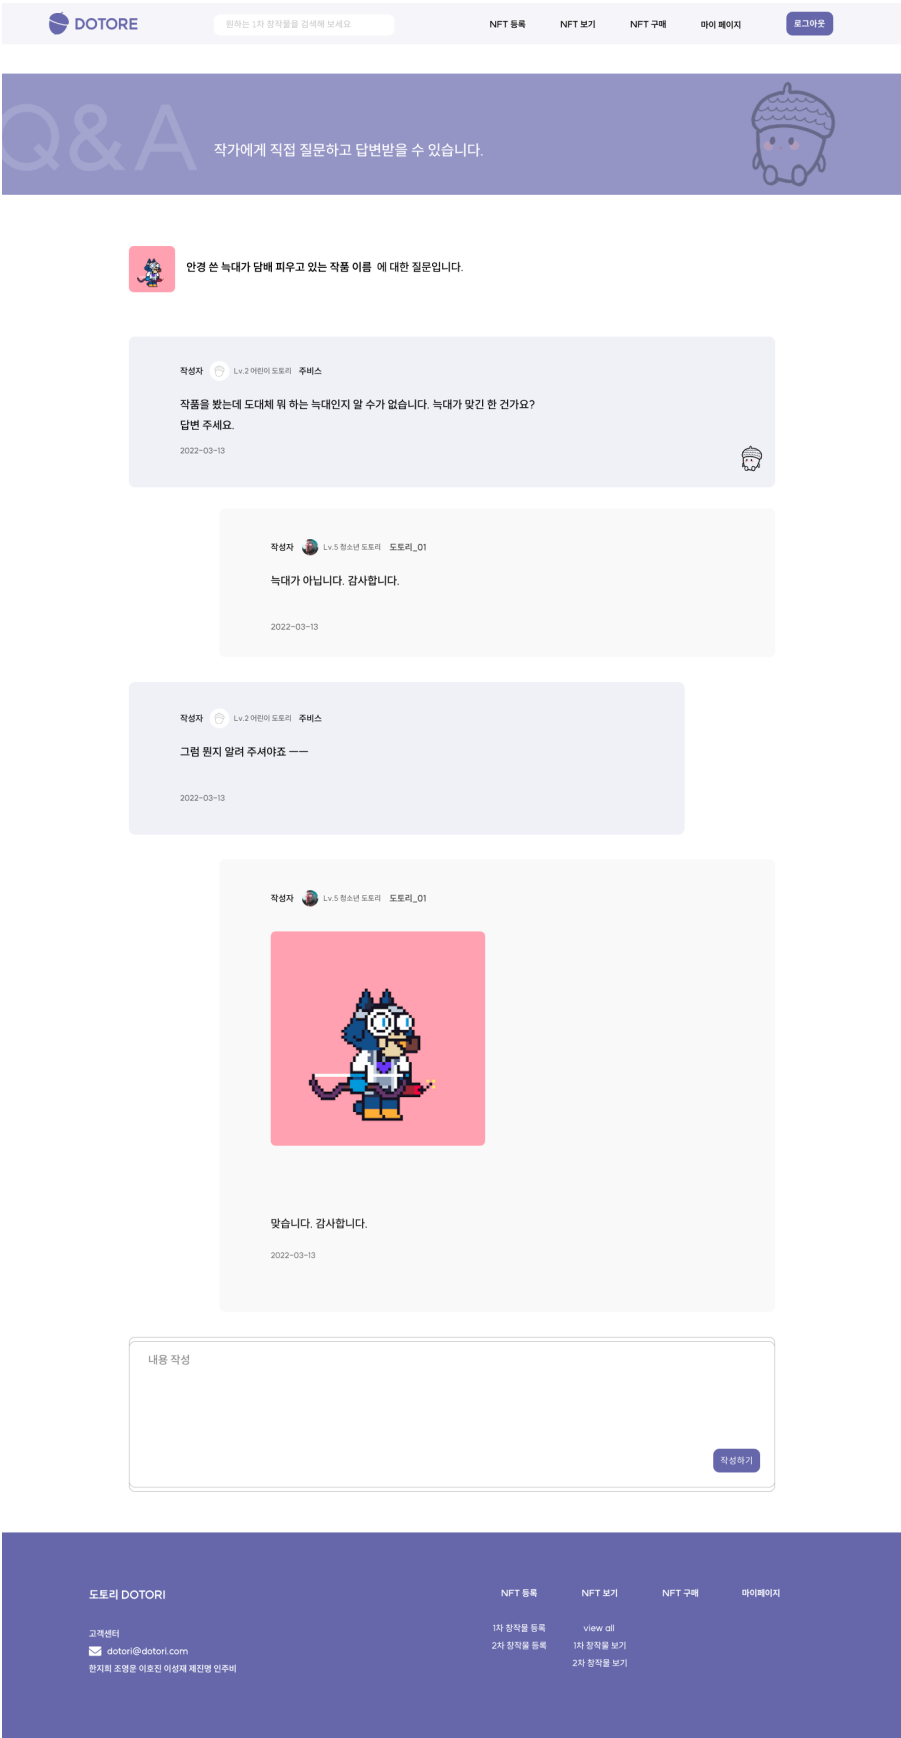 DOTORE
원하는 1차 창작물을 검색해 보세요
NFT 등록
NFT 보기
NFT 구매
마이 페이지
로그아웃
Q&A
작가에게 직접 질문하고 답변받을 수 있습니다.
안경 쓴 늑대가 담배 피우고 있는 작품 이름 에 대한 질문입니다.
작성자 Lv.2 어린이 도토리 주비스
작품을 봤는데 도대체 뭐 하는 늑대인지 알 수가 없습니다. 늑대가 맞긴 한 건가요?
답변 주세요.
2022-03-13
작성자 Lv.5 청소년 도토리 도토리_01
늑대가 아닙니다. 감사합니다.
2022-03-13
작성자 Lv.2 어린이 도토리 주비스
그럼 뭔지 알려 주셔야죠 ㅡㅡ
2022-03-13
작성자 Lv.5 청소년 도토리 도토리_01
맞습니다. 감사합니다.
2022-03-13
내용 작성
작성하기
도토리 DOTORI
고객센터
dotori@dotori.com
한지희 조영운 이호진 이성재 제진명 인주비
NFT 등록
1차 창작물 등록
2차 창작물 등록
NFT 보기
view all
1차 창작물 보기
2차 창작물 보기
NFT 구매
마이페이지